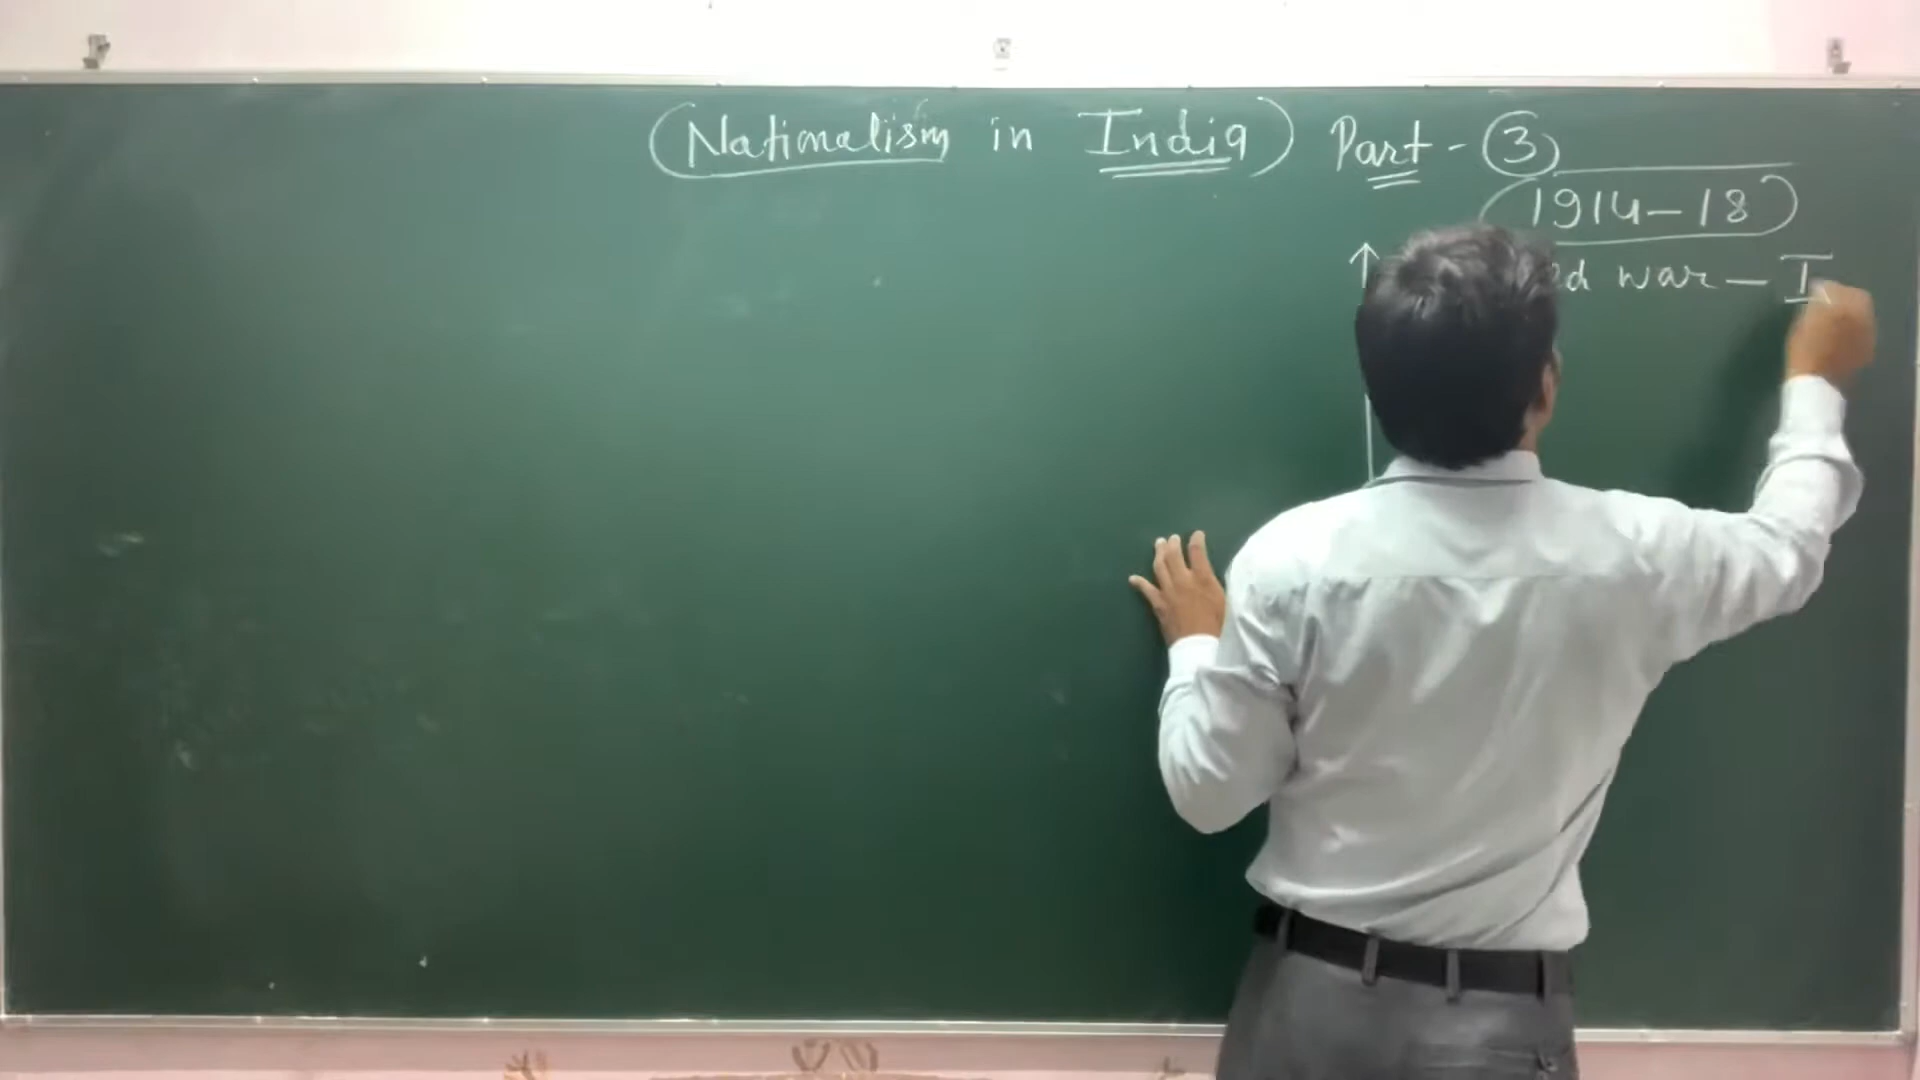 (Nationalism in India) Part - 3
(1914-18)
war - I